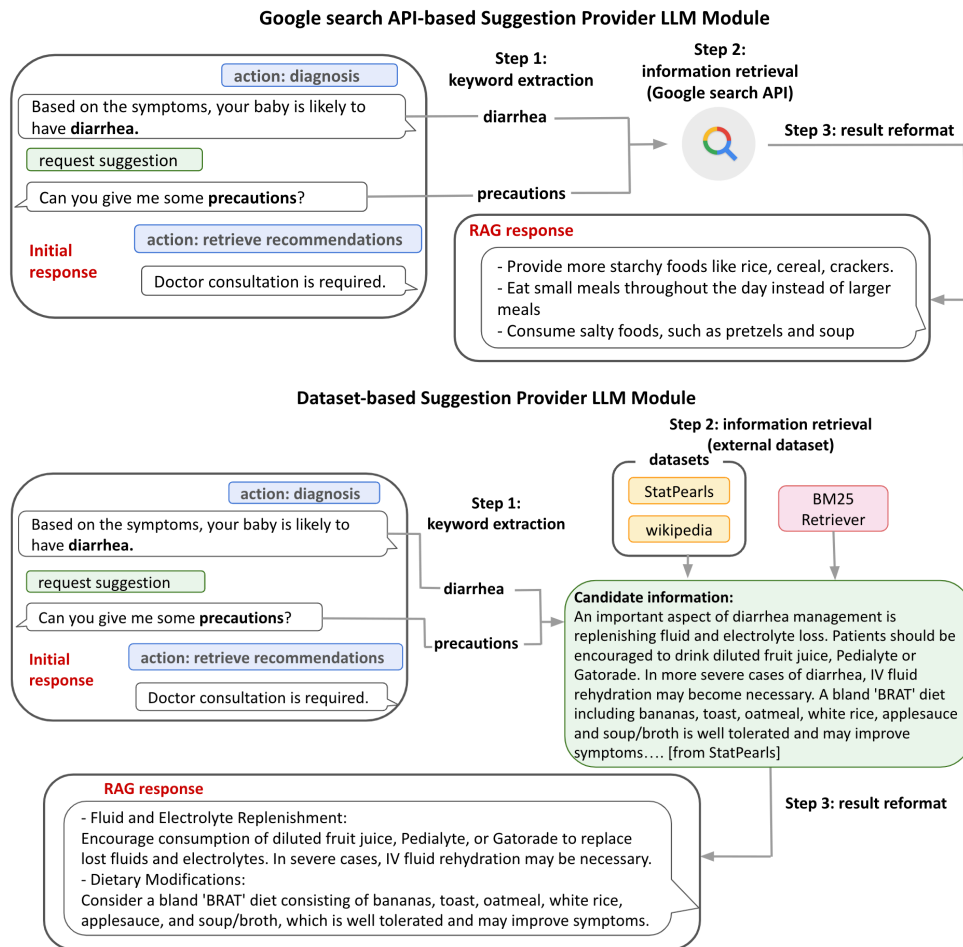 Google search API-based Suggestion Provider LLM Module
action: diagnosis
Based on the symptoms, your baby is likely to
have diarrhea.
request suggestion
Can you give me some precautions?
Initial
response
action: retrieve recommendations
Doctor consultation is required.
Step 1:
keyword extraction
diarrhea
precautions
Step 2:
information retrieval
(Google search API)
Step 3: result reformat
RAG response
- Provide more starchy foods like rice, cereal, crackers.
- Eat small meals throughout the day instead of larger
meals
- Consume salty foods, such as pretzels and soup
Dataset-based Suggestion Provider LLM Module
action: diagnosis
Based on the symptoms, your baby is likely to
have diarrhea.
request suggestion
Can you give me some precautions?
Initial
response
action: retrieve recommendations
Doctor consultation is required.
Step 1:
keyword extraction
diarrhea
precautions
Step 2: information retrieval
(external dataset)
datasets
StatPearls
wikipedia
BM25
Retriever
Candidate information:
An important aspect of diarrhea management is
replenishing fluid and electrolyte loss. Patients should be
encouraged to drink diluted fruit juice, Pedialyte or
Gatorade. In more severe cases of diarrhea, IV fluid
rehydration may become necessary. A bland 'BRAT' diet
including bananas, toast, oatmeal, white rice, applesauce
and soup/broth is well tolerated and may improve
symptoms…. [from StatPearls]
Step 3: result reformat
RAG response
- Fluid and Electrolyte Replenishment:
Encourage consumption of diluted fruit juice, Pedialyte, or Gatorade to replace
lost fluids and electrolytes. In severe cases, IV fluid rehydration may be necessary.
- Dietary Modifications:
Consider a bland 'BRAT' diet consisting of bananas, toast, oatmeal, white rice,
applesauce, and soup/broth, which is well tolerated and may improve symptoms.